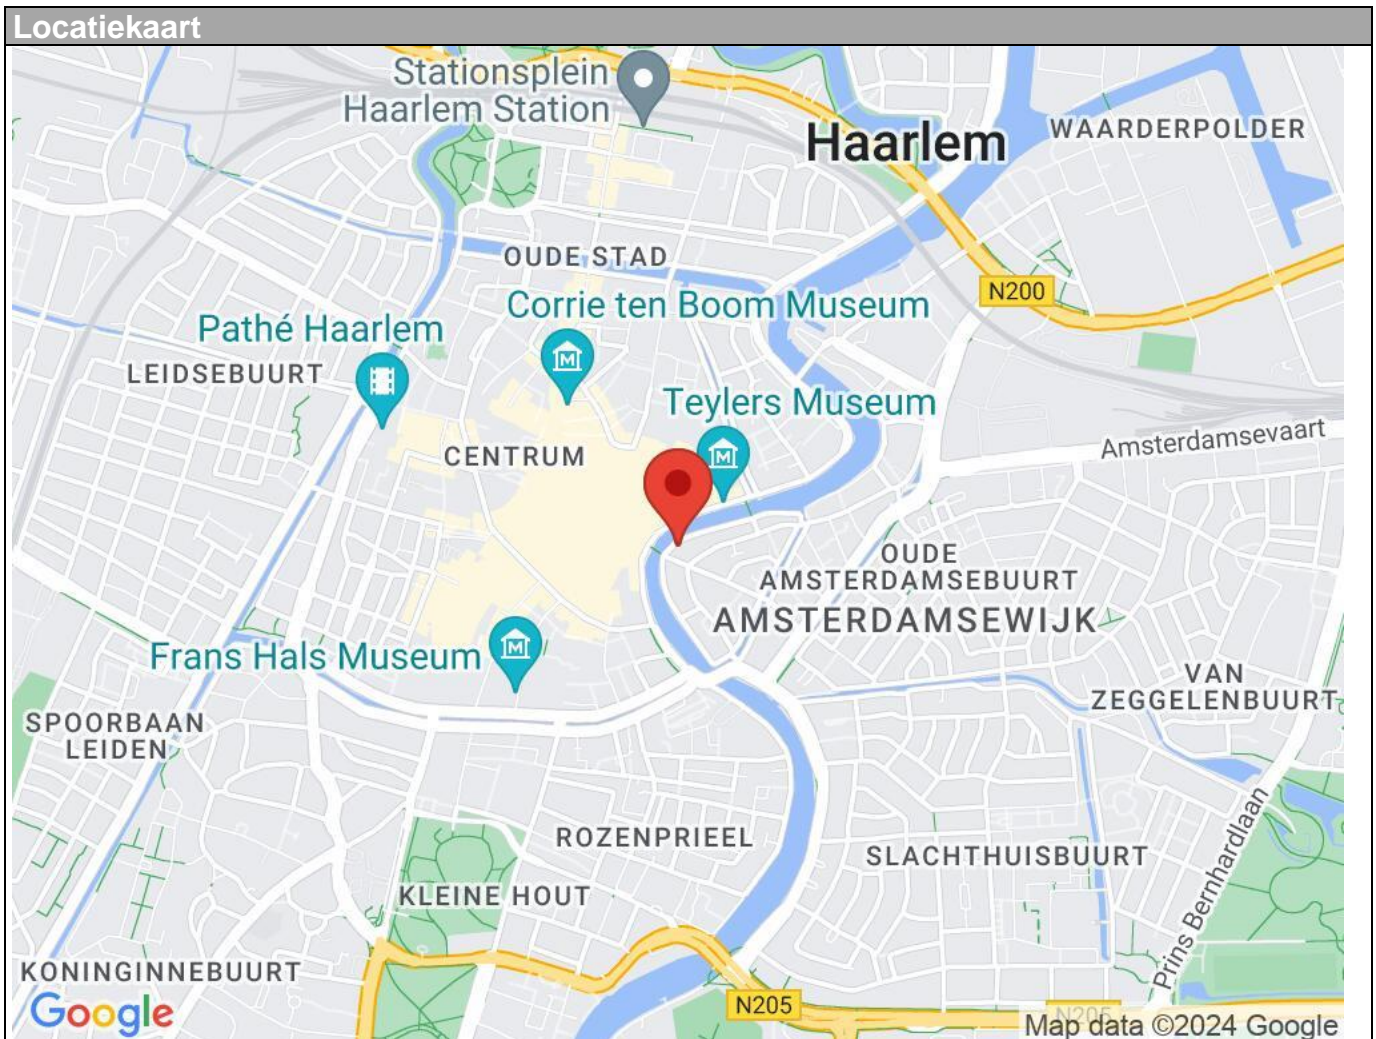 Locatiekaart
Stationsplein
Haarlem Station
Haarlem
WAARDERPOLDER
OUDE STAD
N200
Corrie ten Boom Museum
Pathé Haarlem
LEIDSEBUURT
Teylers Museum
Amsterdamsevaart
CENTRUM
OUDE
AMSTERDAMSEBUURT
AMSTERDAMSEWIJK
Frans Hals Museum
VAN
ZEGGELENBUURT
SPOORBAAN
LEIDEN
ROZENPRIEEL
SLACHTHUISBUURT
Prins Bernhardlaan
KLEINE HOUT
KONINGINNEBUURT
Google
N205
N205
Map data ©2024 Google